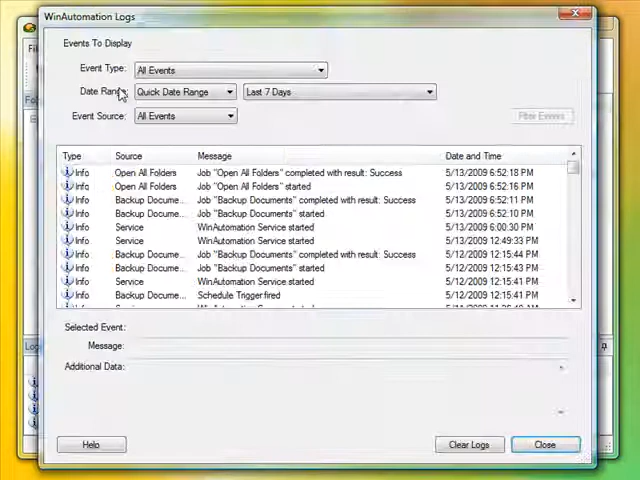 WinAutomation Logs
Events To Display
Event Type: All Events
Date Range: Quick Date Range Last 7 Days
Event Source: All Events Filter Events
Type Source Message Date and Time
Info Open All Folders Job "Open All Folders" completed with result: Success 5/13/2009 6:52:18 PM
Info Open All Folders Job "Open All Folders" started 5/13/2009 6:52:16 PM
Info Backup Docume... Job "Backup Documents" completed with result: Success 5/13/2009 6:52:11 PM
Info Backup Docume... Job "Backup Documents" started 5/13/2009 6:52:10 PM
Info Service WinAutomation Service started 5/13/2009 6:00:30 PM
Info Service WinAutomation Service started 5/13/2009 12:49:33 PM
Info Backup Docume... Job "Backup Documents" completed with result: Success 5/12/2009 12:15:44 PM
Info Backup Docume... Job "Backup Documents" started 5/12/2009 12:15:43 PM
Info Service WinAutomation Service started 5/12/2009 12:15:41 PM
Info Backup Docume... Schedule Trigger fired 5/12/2009 12:15:41 PM
Selected Event:
Message:
Additional Data:
Help Clear Logs Close